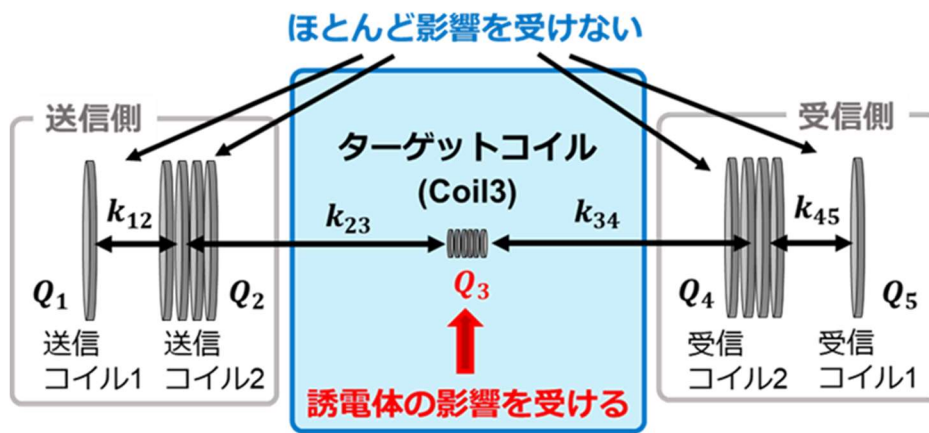 ほとんど影響を受けない
送信側
受信側
ターゲットコイル
(Coil3)
k12
k23
k34
k45
Q1
Q2
Q3
Q4
Q5
送信
コイル1
送信
コイル2
受信
コイル2
受信
コイル1
誘電体の影響を受ける